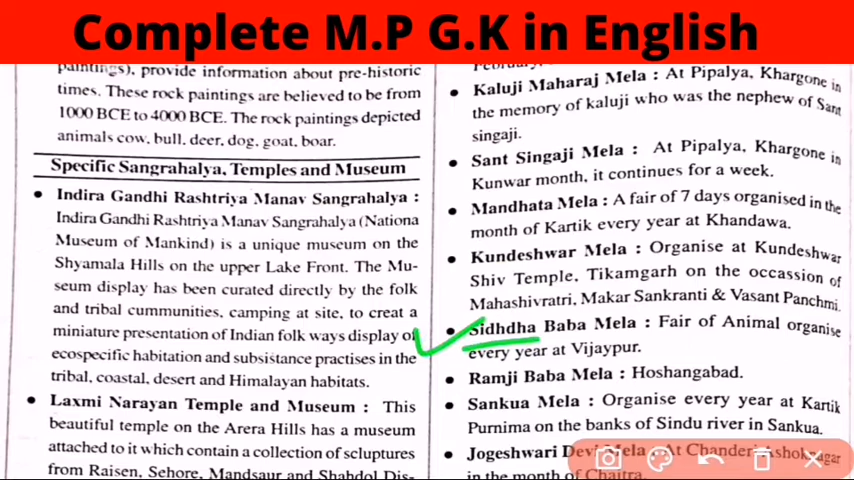 Complete M.P G.K in English
paintings), provide information about pre-historic
times. These rock paintings are believed to be from
1000 BCE to 4000 BCE. The rock paintings depicted
animals cow, bull, deer, dog, goat, boar.
Specific Sangrahalya, Temples and Museum
• Indira Gandhi Rashtriya Manav Sangrahalya :
Indira Gandhi Rashtriya Manav Sangrahalya (Nationa
Museum of Mankind) is a unique museum on the
Shyamala Hills on the upper Lake Front. The Mu-
seum display has been curated directly by the folk
and tribal cummunities, camping at site, to creat a
miniature presentation of Indian folk ways display of
ecospecific habitation and subsistance practises in the
tribal, coastal, desert and Himalayan habitats.
• Laxmi Narayan Temple and Museum : This
beautiful temple on the Arera Hills has a museum
attached to it which contain a collection of scluptures
from Raisen, Sehore, Mandsaur and Shahdol Dis-
February.
• Kaluji Maharaj Mela : At Pipalya, Khargone in
the memory of kaluji who was the nephew of Sant
singaji.
• Sant Singaji Mela : At Pipalya, Khargone in
Kunwar month, it continues for a week.
• Mandhata Mela : A fair of 7 days organised in the
month of Kartik every year at Khandawa.
• Kundeshwar Mela : Organise at Kundeshwar
Shiv Temple, Tikamgarh on the occassion of
Mahashivratri, Makar Sankranti & Vasant Panchmi.
• Sidhdha Baba Mela : Fair of Animal organise
every year at Vijaypur.
• Ramji Baba Mela : Hoshangabad.
• Sankua Mela : Organise every year at Kartik
Purnima on the banks of Sindu river in Sankua.
• Jogeshwari Devi Mela : At Chanderi Ashoknagar
in the month of Chaitra.